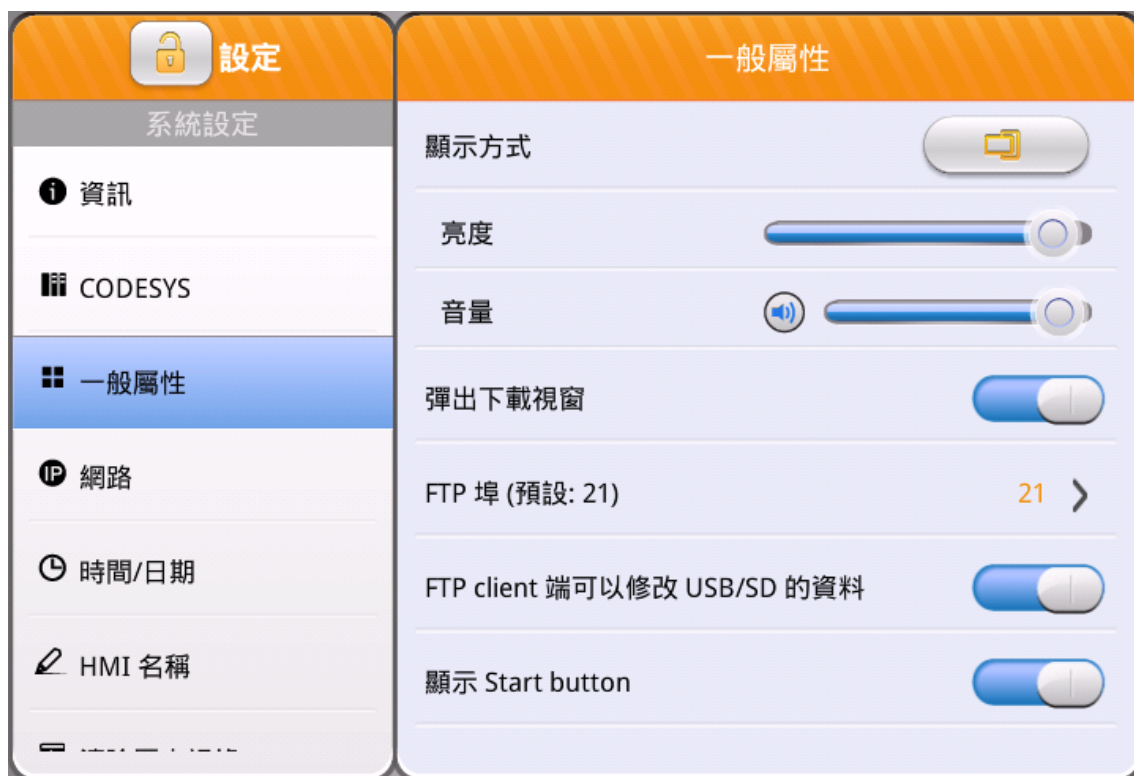 設定
系統設定
資訊
CODESYS
一般屬性
網路
時間/日期
HMI 名稱
一般屬性
顯示方式
亮度
音量
彈出下載視窗
FTP 埠 (預設: 21) 21
FTP client 端可以修改 USB/SD 的資料
顯示 Start button